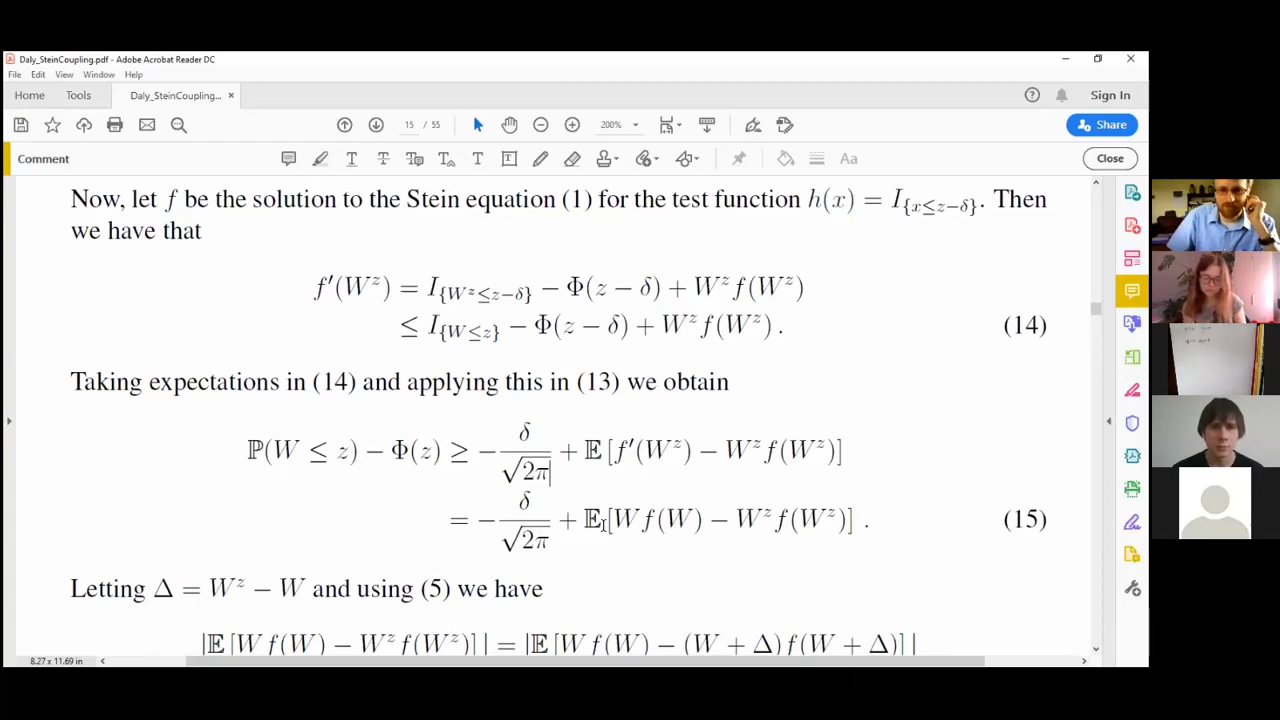 Daly_SteinCoupling.pdf - Adobe Acrobat Reader DC
File Edit View Window Help
Home Tools Daly_SteinCoupling... × Sign In
15 / 55 200% Share
Comment Aa Close
Now, let f be the solution to the Stein equation (1) for the test function h(x) = I_{x≤z−δ}. Then
we have that
f′(W^z) = I_{W^z≤z−δ} − Φ(z − δ) + W^z f(W^z)
≤ I_{W≤z} − Φ(z − δ) + W^z f(W^z) . (14)
Taking expectations in (14) and applying this in (13) we obtain
ℙ(W ≤ z) − Φ(z) ≥ − δ/√2π + 𝔼 [f′(W^z) − W^z f(W^z)]
= − δ/√2π + 𝔼 [W f(W) − W^z f(W^z)] . (15)
Letting Δ = W^z − W and using (5) we have
|𝔼 [W f(W) − W^z f(W^z)] | = |𝔼 [W f(W) − (W + Δ)f(W + Δ)] |
8.27 x 11.69 in